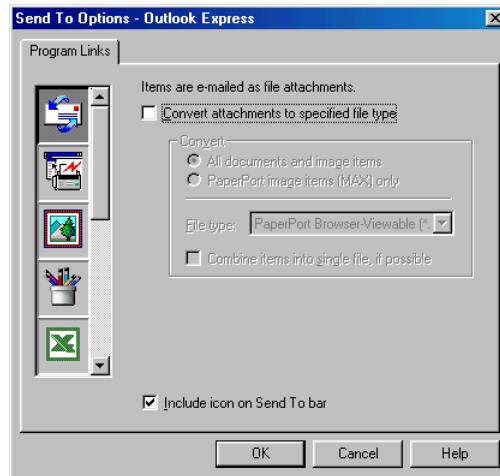 Send To Options - Outlook Express
Program Links
Items are e-mailed as file attachments.
Convert attachments to specified file type
Convert
All documents and image items
PaperPort image items (MAX) only
File type: PaperPort Browser-Viewable (*.
Combine items into single file, if possible
Include icon on Send To bar
OK Cancel Help